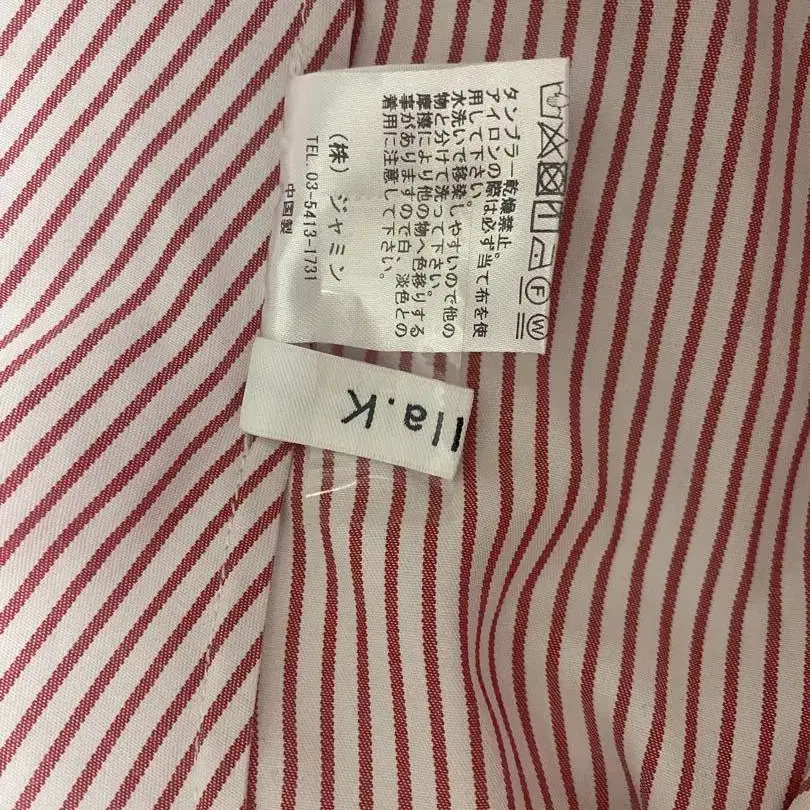 タンブラー乾燥禁止。
アイロンの際は必ず当て布を使
用して下さい。
水洗いで移染しやすいので他の
物と分けて洗って下さい。
摩擦により他の物へ色移りする
事がありますので白、淡色との
着用に注意して下さい。
(株) ジャミン
TEL. 03-5413-1731
中国製
F
W
lla.K